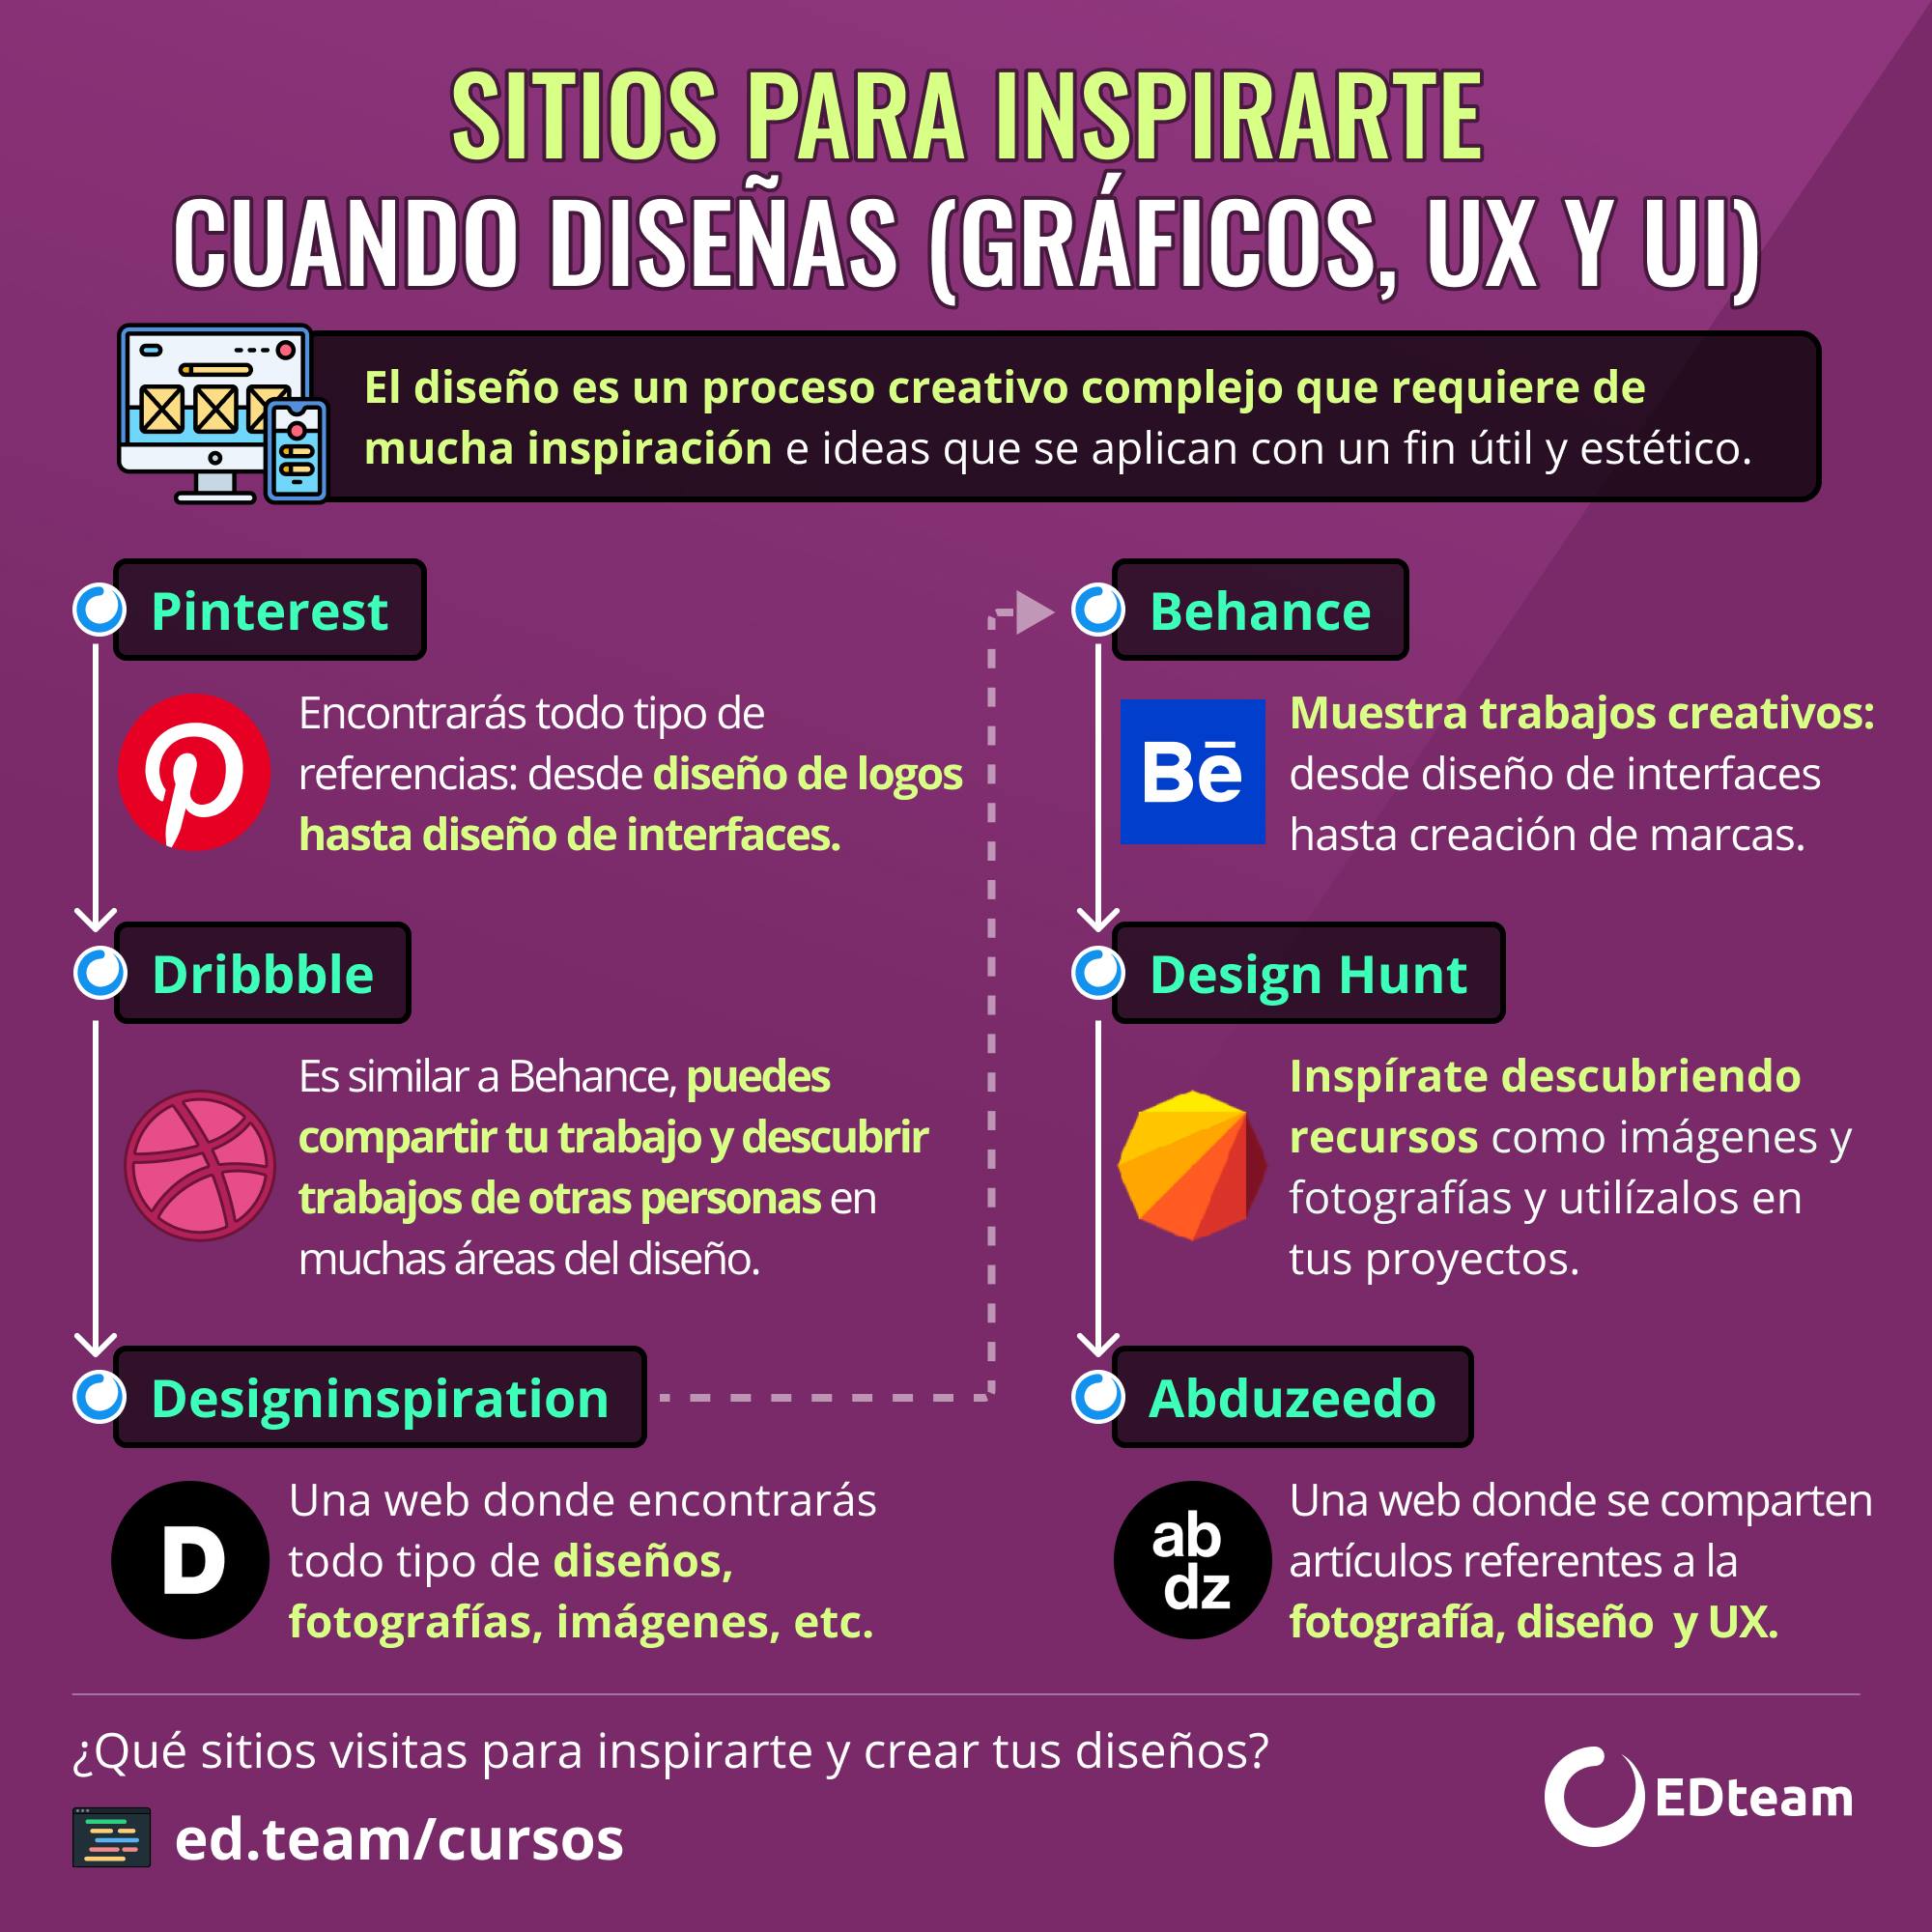 SITIOS PARA INSPIRARTE
CUANDO DISEÑAS (GRÁFICOS, UX Y UI)
El diseño es un proceso creativo complejo que requiere de
mucha inspiración e ideas que se aplican con un fin útil y estético.
Pinterest
Encontrarás todo tipo de
referencias: desde diseño de logos
hasta diseño de interfaces.
Dribbble
Es similar a Behance, puedes
compartir tu trabajo y descubrir
trabajos de otras personas en
muchas áreas del diseño.
Designinspiration
D
Una web donde encontrarás
todo tipo de diseños,
fotografías, imágenes, etc.
Behance
Bē
Muestra trabajos creativos:
desde diseño de interfaces
hasta creación de marcas.
Design Hunt
Inspírate descubriendo
recursos como imágenes y
fotografías y utilízalos en
tus proyectos.
Abduzeedo
ab
dz
Una web donde se comparten
artículos referentes a la
fotografía, diseño y UX.
¿Qué sitios visitas para inspirarte y crear tus diseños?
ed.team/cursos
EDteam